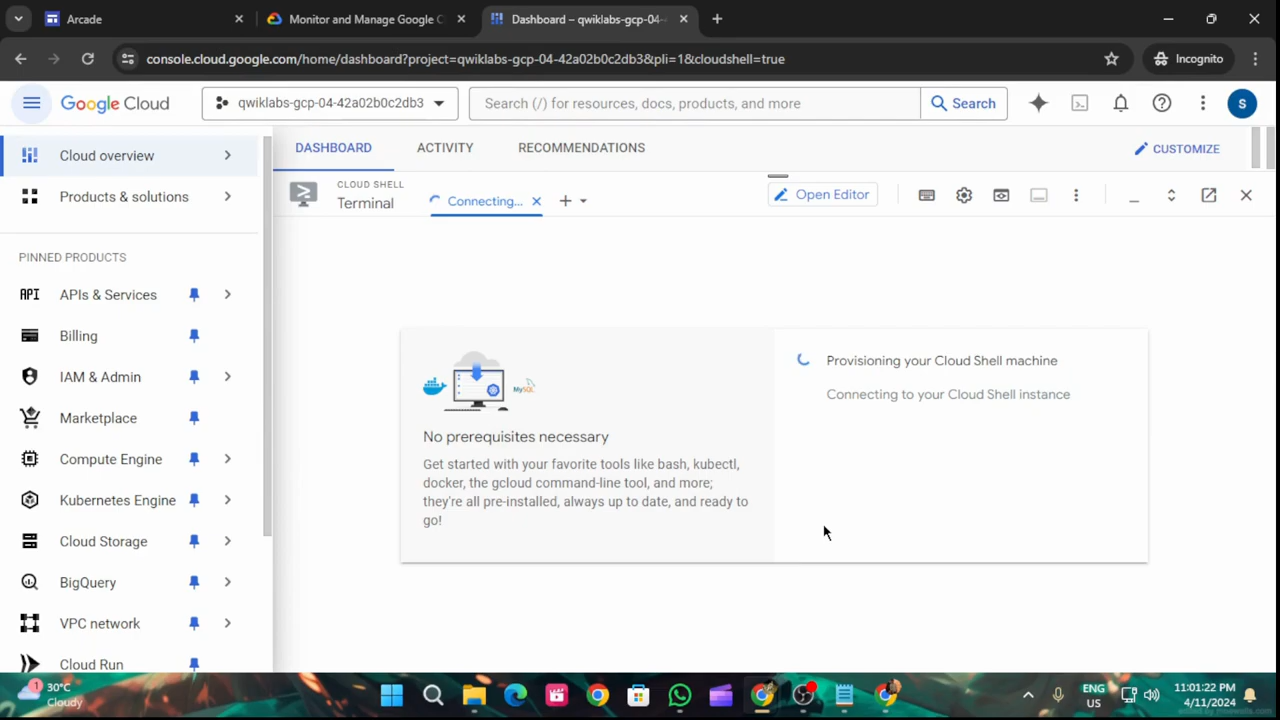 Arcade
Monitor and Manage Google C
Dashboard – qwiklabs-gcp-04-
console.cloud.google.com/home/dashboard?project=qwiklabs-gcp-04-42a02b0c2db3&pli=1&cloudshell=true
Incognito
Google Cloud
qwiklabs-gcp-04-42a02b0c2db3
Search (/) for resources, docs, products, and more
Search
S
Cloud overview
Products & solutions
PINNED PRODUCTS
API APIs & Services
Billing
IAM & Admin
Marketplace
Compute Engine
Kubernetes Engine
Cloud Storage
BigQuery
VPC network
Cloud Run
DASHBOARD
ACTIVITY
RECOMMENDATIONS
CUSTOMIZE
CLOUD SHELL
Terminal
Connecting...
Open Editor
MySQL
No prerequisites necessary
Get started with your favorite tools like bash, kubectl,
docker, the gcloud command-line tool, and more;
they're all pre-installed, always up to date, and ready to
go!
Provisioning your Cloud Shell machine
Connecting to your Cloud Shell instance
1
30°C
Cloudy
ENG
US
11:01:22 PM
4/11/2024